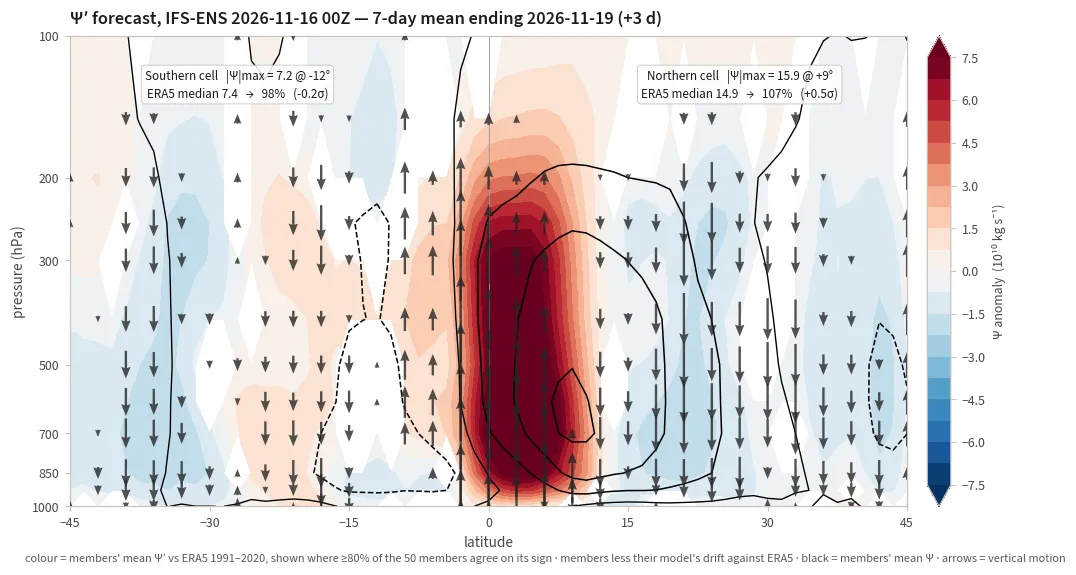 Ψ′ forecast, IFS-ENS 2026-11-16 00Z — 7-day mean ending 2026-11-19 (+3 d)
Southern cell |Ψ|max = 7.2 @ -12°
ERA5 median 7.4 → 98% (-0.2σ)
Northern cell |Ψ|max = 15.9 @ +9°
ERA5 median 14.9 → 107% (+0.5σ)
pressure (hPa)
100
200
300
400
500
700
850
1000
−45
−30
−15
0
15
30
45
latitude
7.5
6.0
4.5
3.0
1.5
0.0
−1.5
−3.0
−4.5
−6.0
−7.5
Ψ anomaly (10¹⁰ kg s⁻¹)
colour = members' mean Ψ′ vs ERA5 1991–2020, shown where ≥80% of the 50 members agree on its sign · members less their model's drift against ERA5 · black = members' mean Ψ · arrows = vertical motion